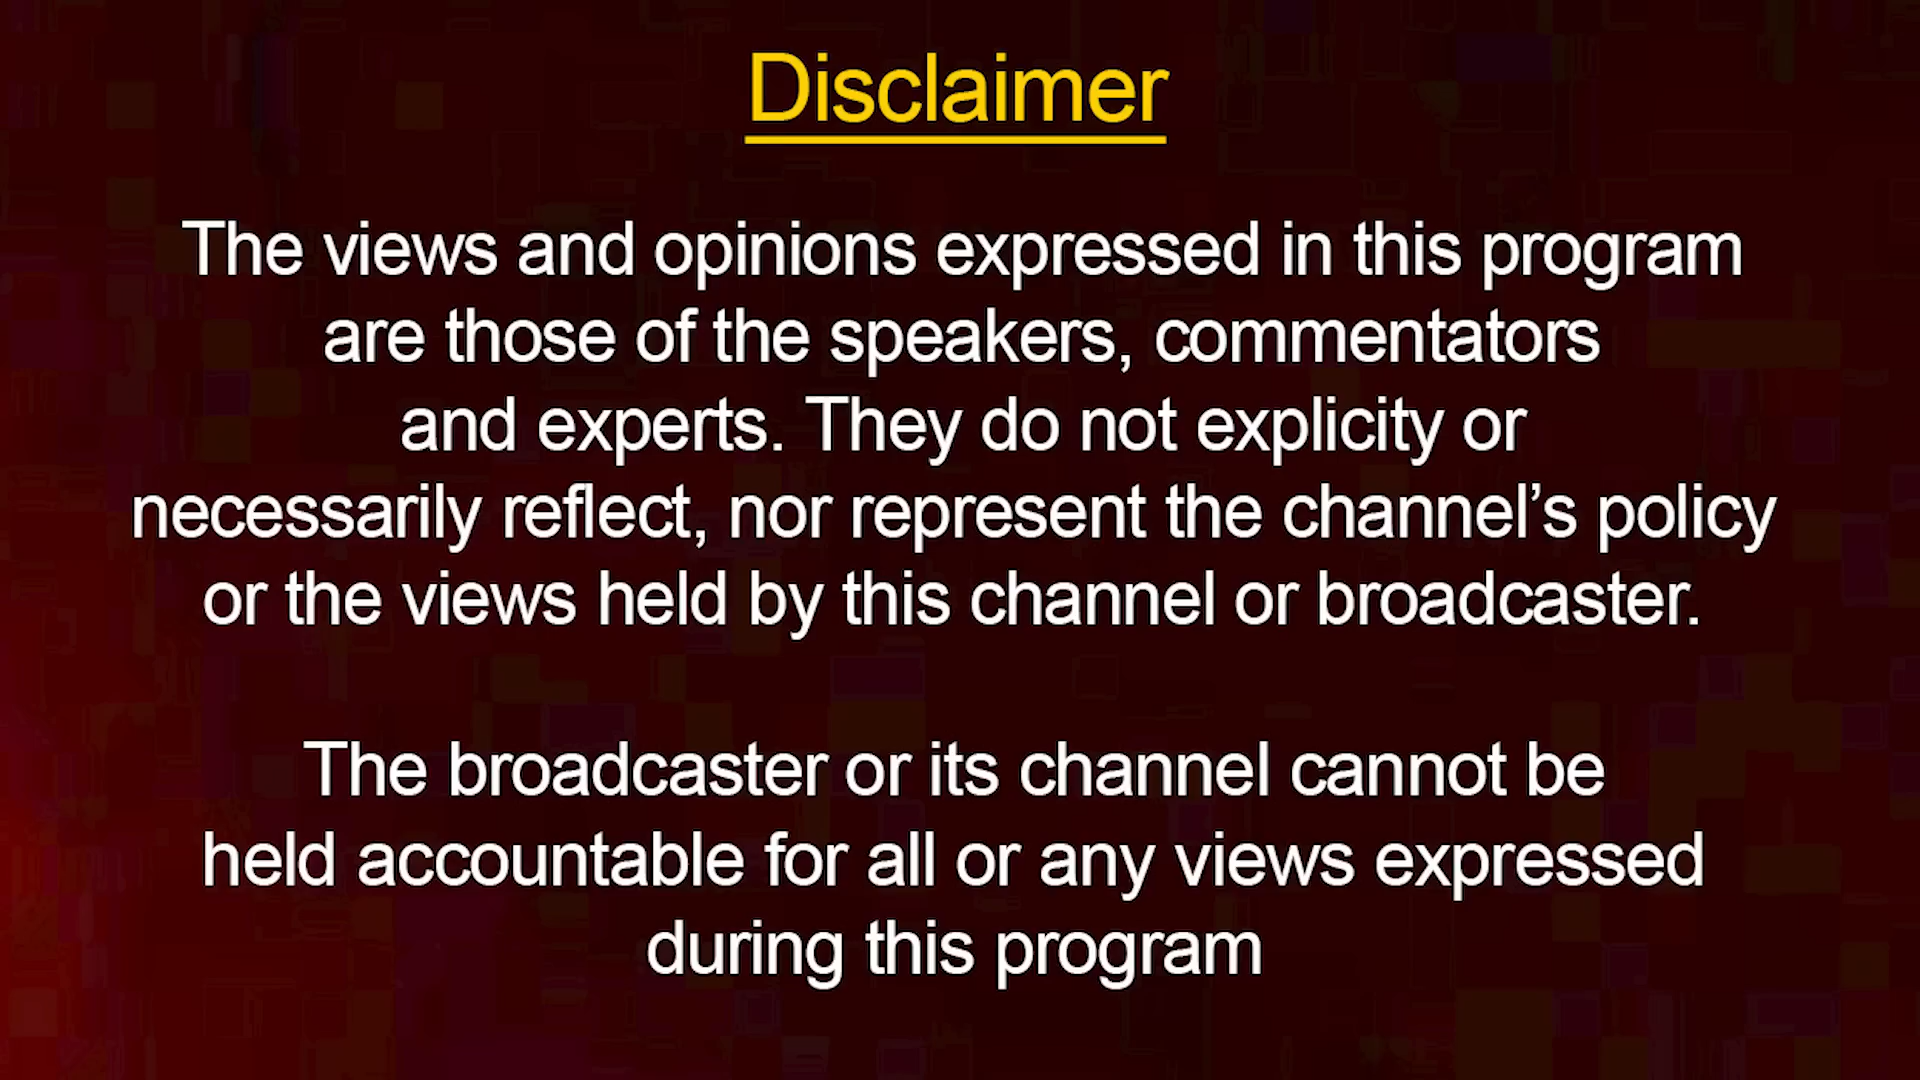 Disclaimer
The views and opinions expressed in this program
are those of the speakers, commentators
and experts. They do not explicity or
necessarily reflect, nor represent the channel’s policy
or the views held by this channel or broadcaster.
The broadcaster or its channel cannot be
held accountable for all or any views expressed
during this program